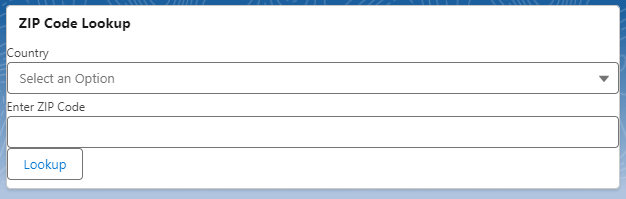 ZIP Code Lookup
Country
Select an Option
Enter ZIP Code
Lookup